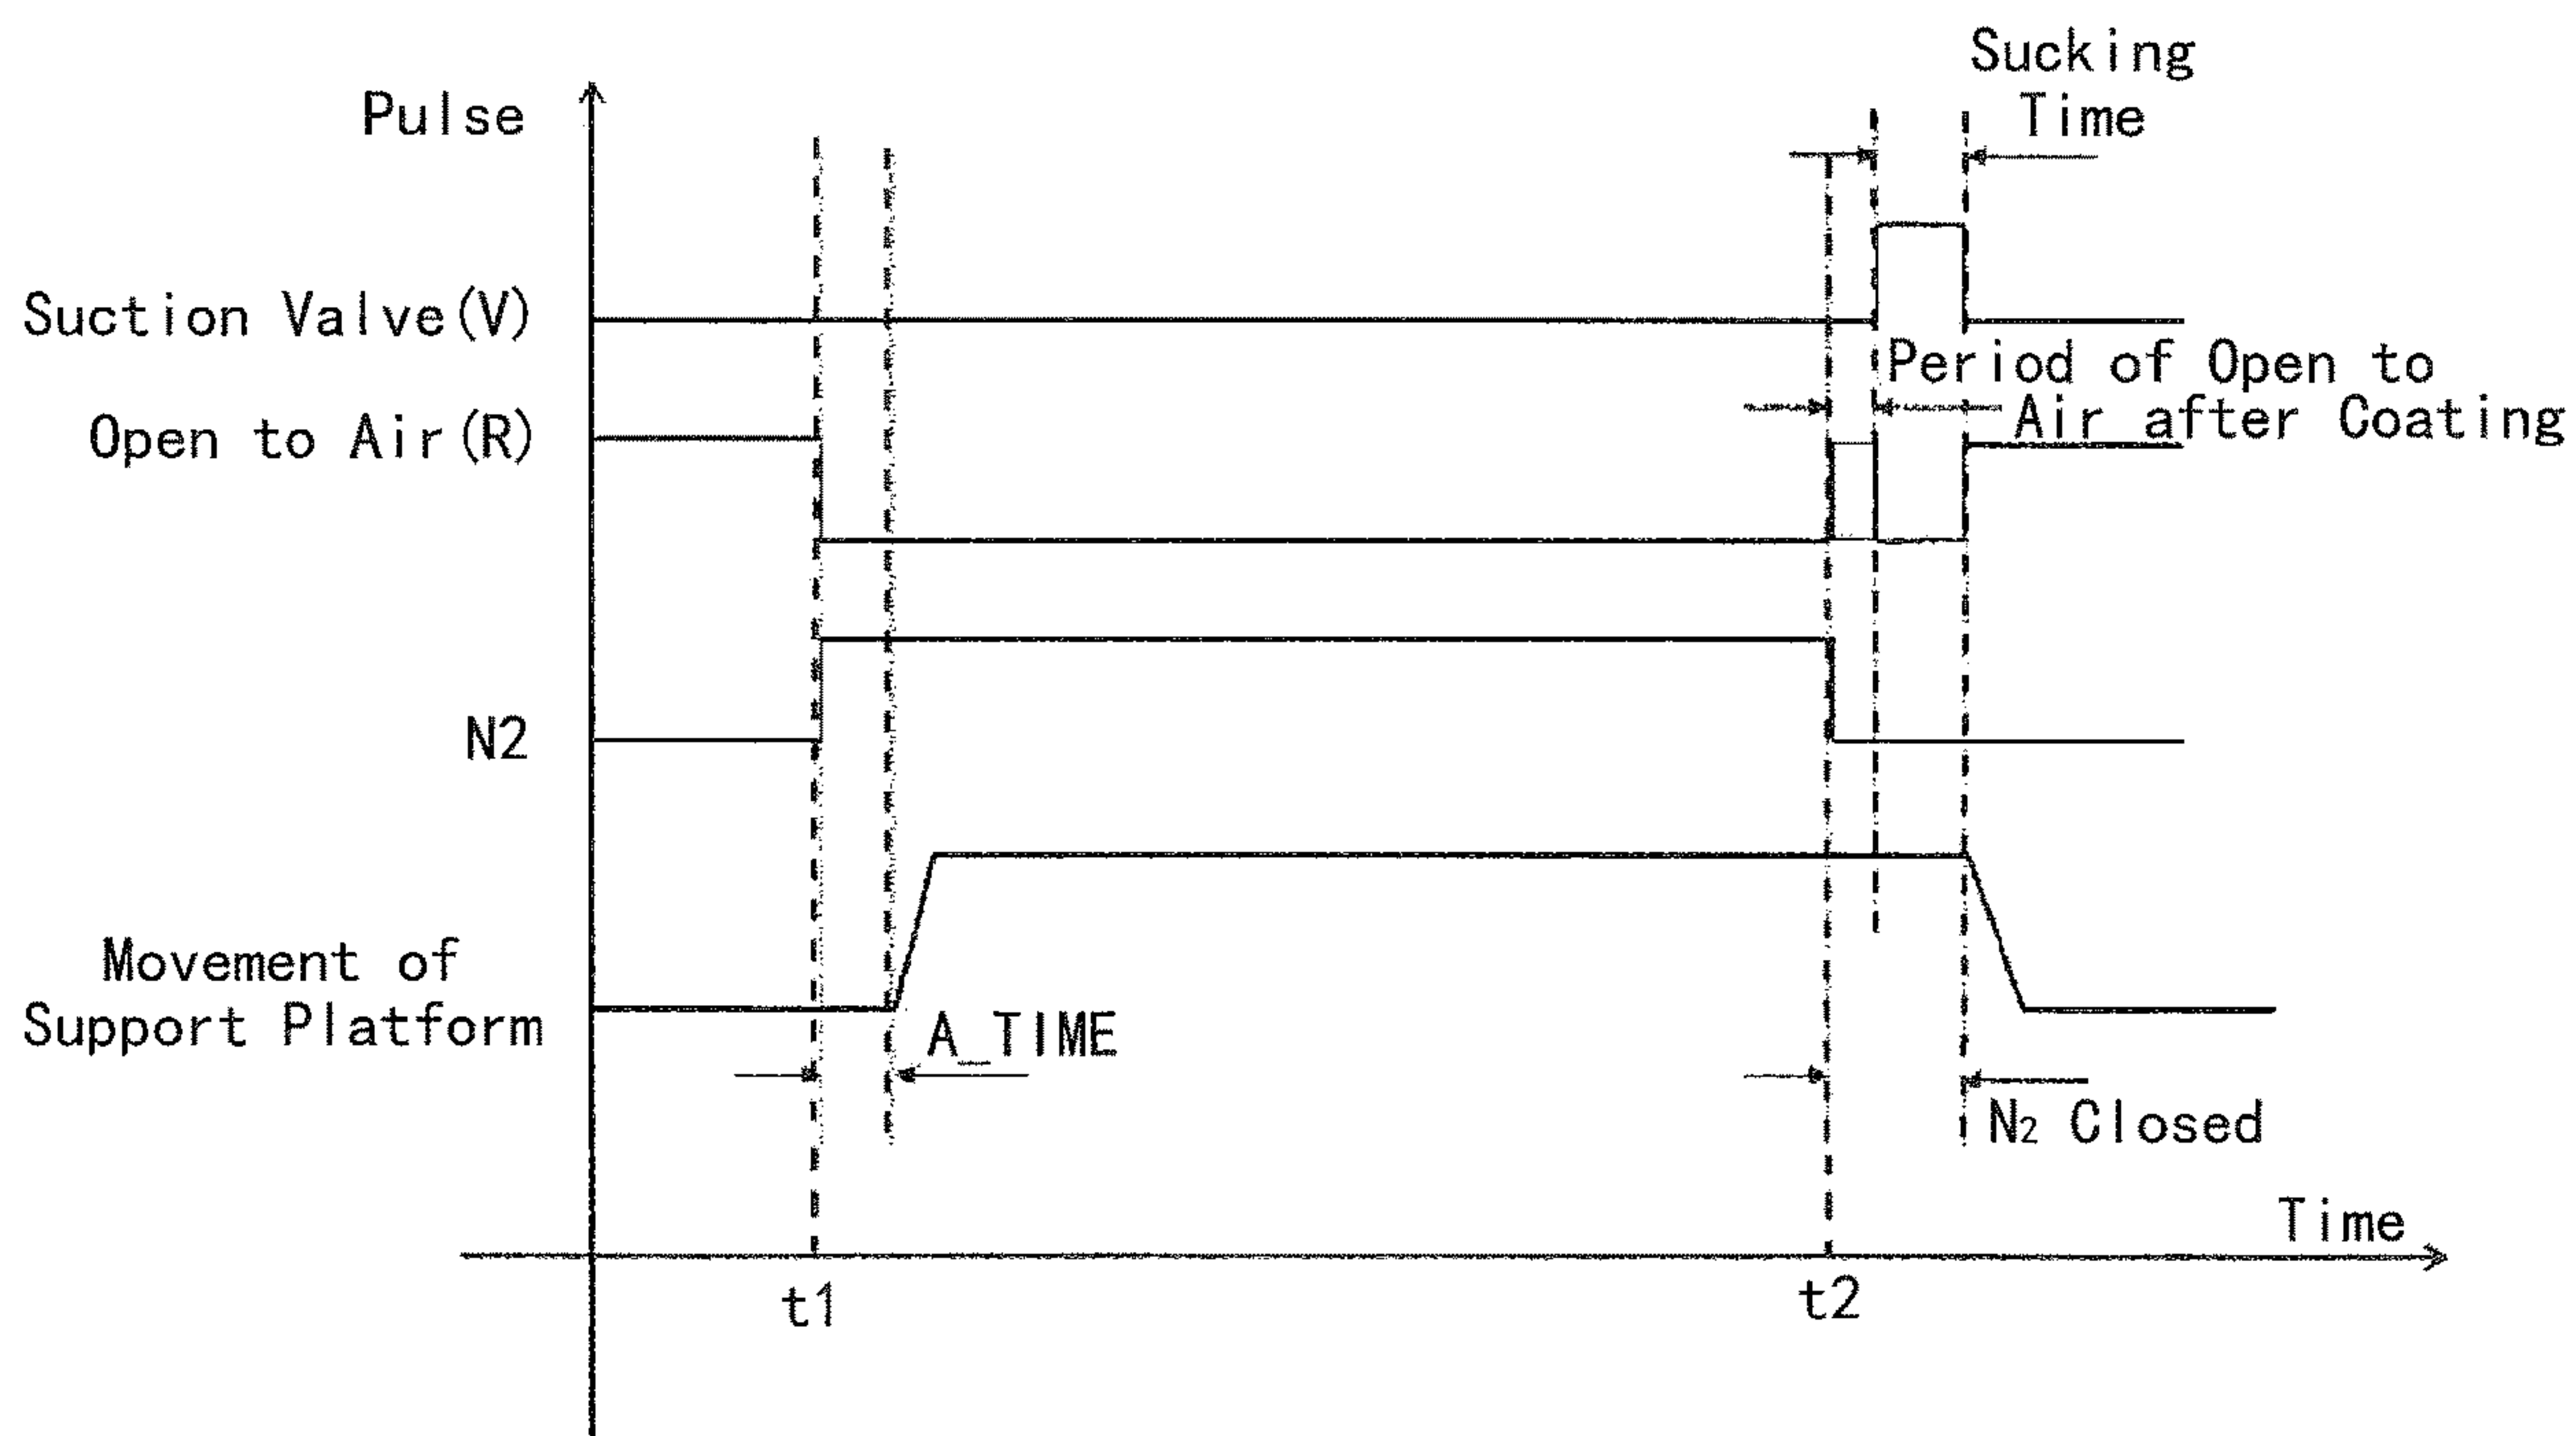 Sucking
Time
Pulse
Suction Valve(V)
Period of Open to
Air after Coating
Open to Air(R)
N2
Movement of
Support Platform
A_TIME
N₂ Closed
Time
t1
t2